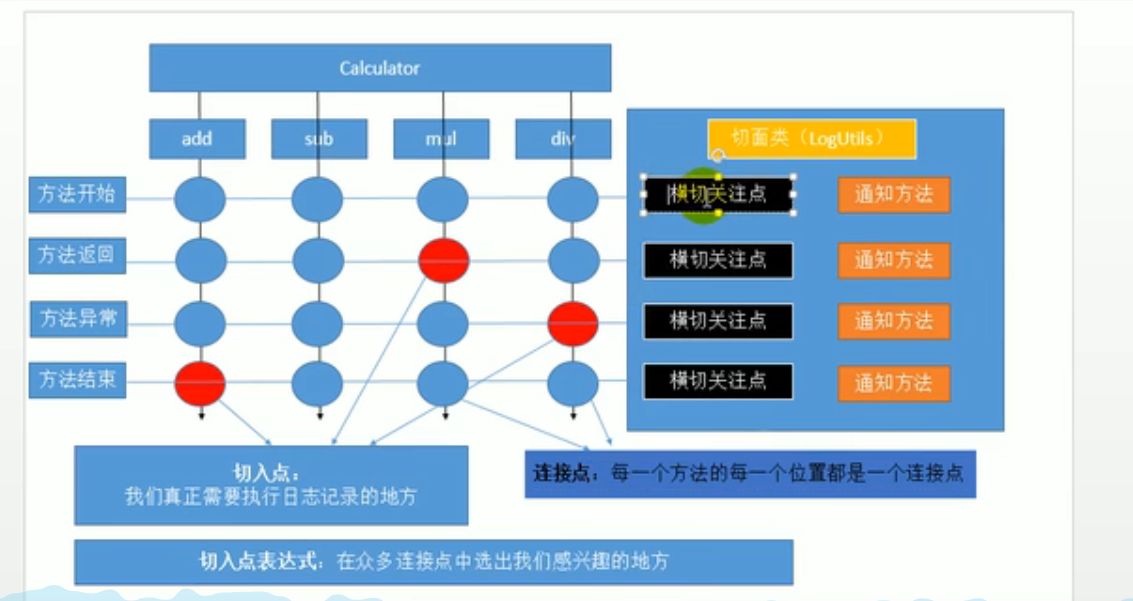 Calculator
add
sub
mul
div
切面类（LogUtils）
方法开始
横切关注点
通知方法
方法返回
横切关注点
通知方法
方法异常
横切关注点
通知方法
方法结束
横切关注点
通知方法
切入点：
我们真正需要执行日志记录的地方
连接点：每一个方法的每一个位置都是一个连接点
切入点表达式：在众多连接点中选出我们感兴趣的地方